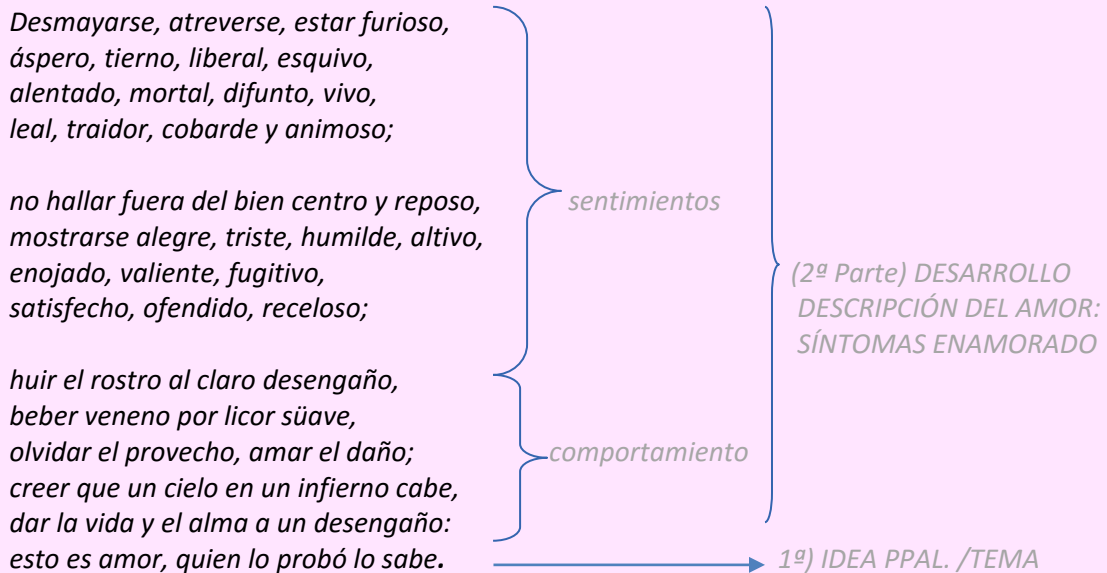 Desmayarse, atreverse, estar furioso,
áspero, tierno, liberal, esquivo,
alentado, mortal, difunto, vivo,
leal, traidor, cobarde y animoso;
no hallar fuera del bien centro y reposo,
mostrarse alegre, triste, humilde, altivo,
enojado, valiente, fugitivo,
satisfecho, ofendido, receloso;
sentimientos
(2ª Parte) DESARROLLO
DESCRIPCIÓN DEL AMOR:
SÍNTOMAS ENAMORADO
huir el rostro al claro desengaño,
beber veneno por licor süave,
olvidar el provecho, amar el daño;
creer que un cielo en un infierno cabe,
dar la vida y el alma a un desengaño:
esto es amor, quien lo probó lo sabe.
comportamiento
1ª) IDEA PPAL. /TEMA